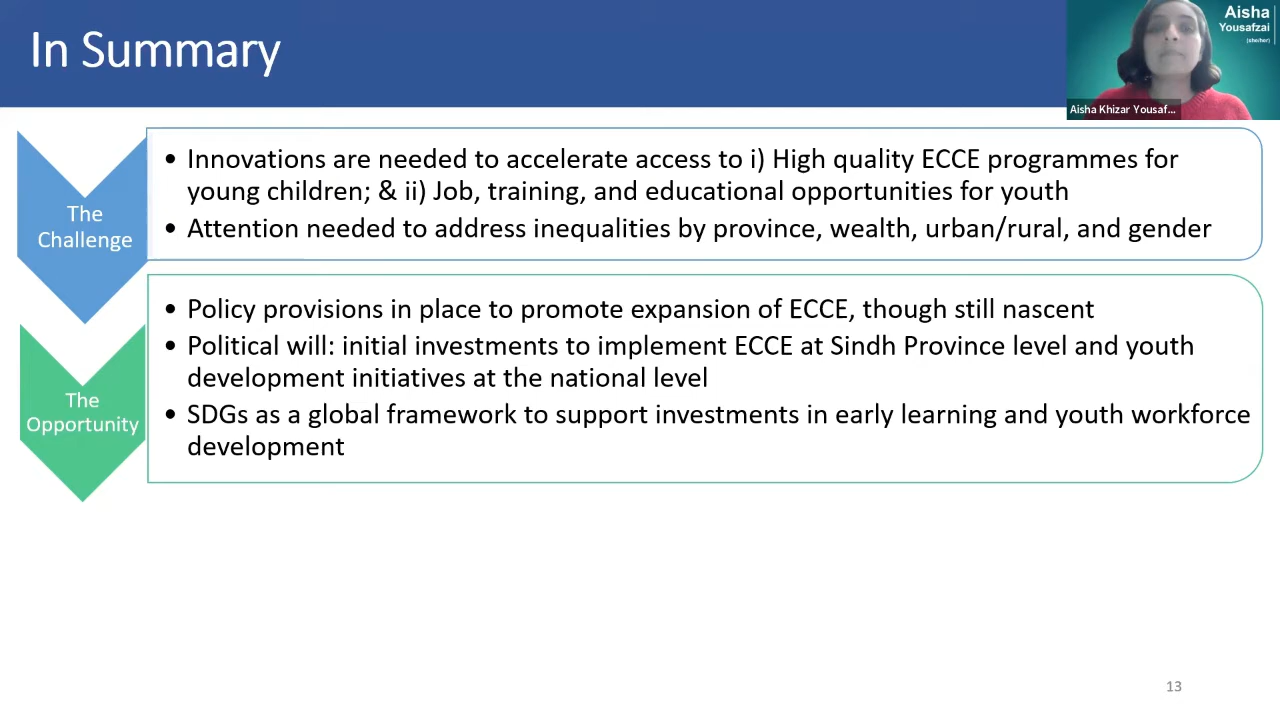 In Summary
Aisha
Yousafzai
(she/her)
Aisha Khizar Yousaf...
The
Challenge
• Innovations are needed to accelerate access to i) High quality ECCE programmes for
young children; & ii) Job, training, and educational opportunities for youth
• Attention needed to address inequalities by province, wealth, urban/rural, and gender
The
Opportunity
• Policy provisions in place to promote expansion of ECCE, though still nascent
• Political will: initial investments to implement ECCE at Sindh Province level and youth
development initiatives at the national level
• SDGs as a global framework to support investments in early learning and youth workforce
development
13